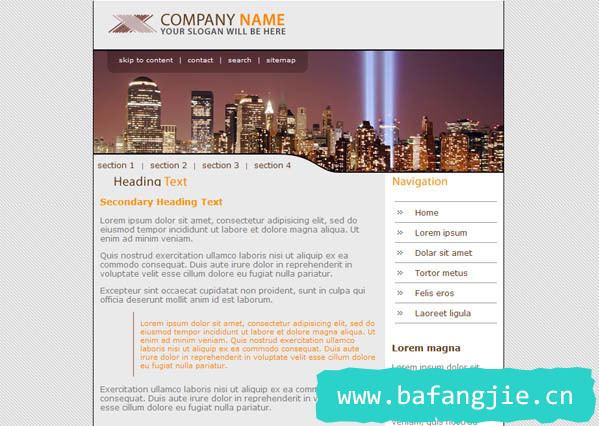 COMPANY NAME
YOUR SLOGAN WILL BE HERE
skip to content | contact | search | sitemap
section 1 | section 2 | section 3 | section 4
Heading Text
Secondary Heading Text
Lorem ipsum dolor sit amet, consectetur adipisicing elit, sed do
eiusmod tempor incididunt ut labore et dolore magna aliqua. Ut
enim ad minim veniam.
Quis nostrud exercitation ullamco laboris nisi ut aliquip ex ea
commodo consequat. Duis aute irure dolor in reprehenderit in
voluptate velit esse cillum dolore eu fugiat nulla pariatur.
Excepteur sint occaecat cupidatat non proident, sunt in culpa qui
officia deserunt mollit anim id est laborum.
Lorem ipsum dolor sit amet, consectetur adipisicing elit, sed do
eiusmod tempor incididunt ut labore et dolore magna aliqua. Ut enim
ad minim veniam. Quis nostrud exercitation ullamco laboris nisi ut
aliquip ex ea commodo consequat. Duis aute irure dolor in
reprehenderit in voluptate velit esse cillum dolore eu fugiat nulla
pariatur.
Exercitation ullamco laboris nisi ut aliquip ex ea commodo
consequat. Duis aute irure dolor in reprehenderit in voluptate velit
esse cillum dolore eu fugiat nulla pariatur.
Navigation
» Home
» Lorem ipsum
» Dolar sit amet
» Tortor metus
» Felis eros
» Laoreet ligula
Lorem magna
Lorem ipsum dolor sit
www.bafangjie.cn
veniam, quis nostrud